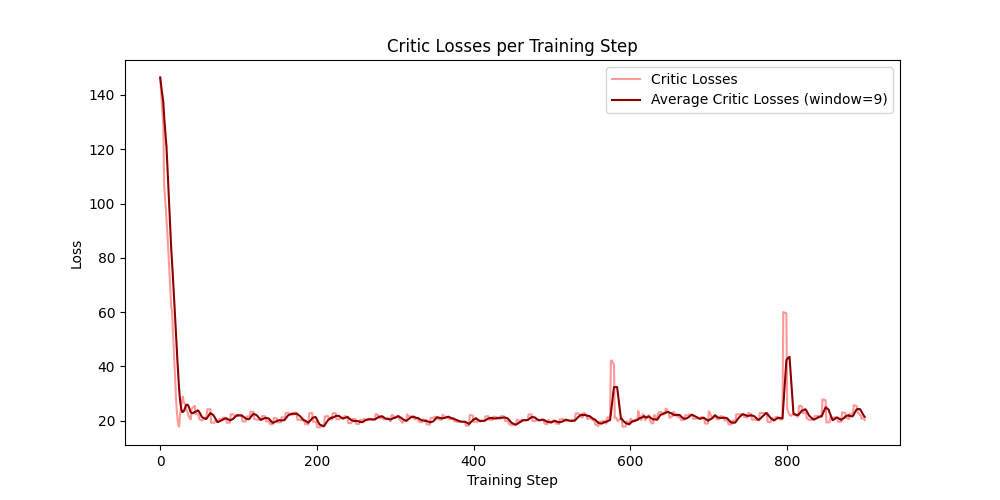 Critic Losses per Training Step
Critic Losses
Average Critic Losses (window=9)
Loss
140
120
100
80
60
40
20
0 200 400 600 800
Training Step